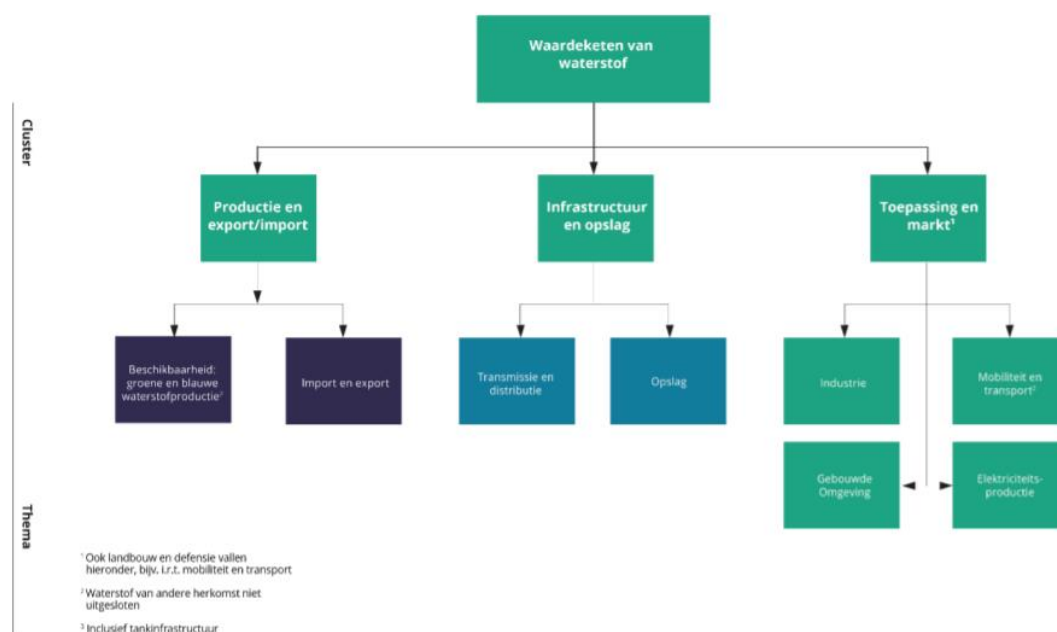 Waardeketen van
waterstof
Cluster
Productie en
export/import
Infrastructuur
en opslag
Toepassing en
markt¹
Beschikbaarheid:
groene en blauwe
waterstofproductie²
Import en export
Transmissie en
distributie
Opslag
Industrie
Mobiliteit en
transport²
Gebouwde
Omgeving
Elektriciteits-
productie
Thema
¹ Ook landbouw en defensie vallen
hieronder, bijv. i.r.t. mobiliteit en transport
² Waterstof van andere herkomst niet
uitgesloten
³ Inclusief tankinfrastructuur